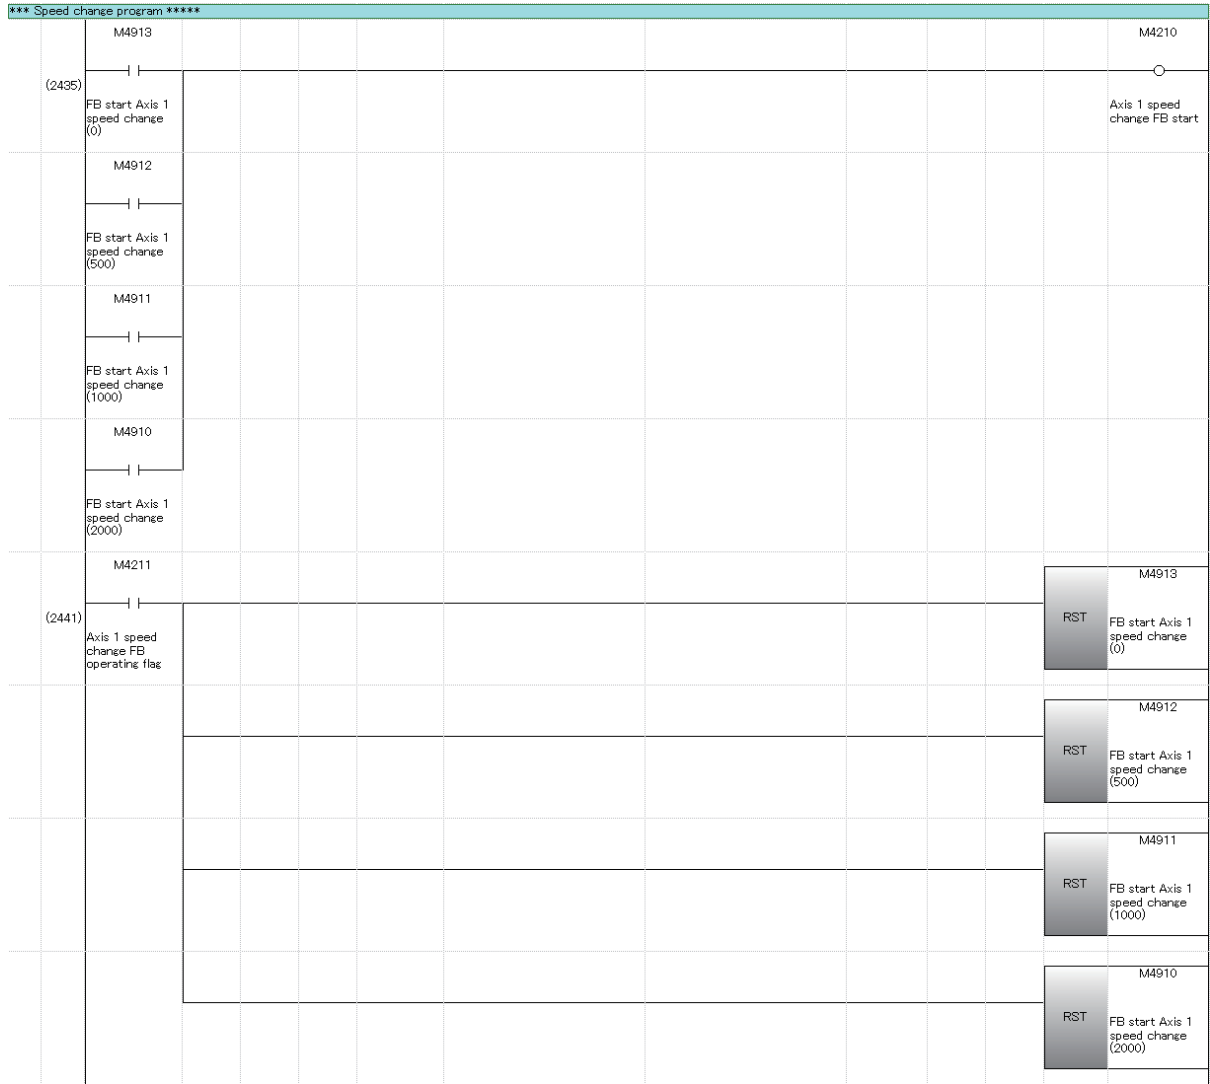 *** Speed change program *****
M4913
M4210
(2435)
FB start Axis 1
speed change
(0)
Axis 1 speed
change FB start
M4912
FB start Axis 1
speed change
(500)
M4911
FB start Axis 1
speed change
(1000)
M4910
FB start Axis 1
speed change
(2000)
M4211
(2441)
Axis 1 speed
change FB
operating flag
RST
M4913
FB start Axis 1
speed change
(0)
RST
M4912
FB start Axis 1
speed change
(500)
RST
M4911
FB start Axis 1
speed change
(1000)
RST
M4910
FB start Axis 1
speed change
(2000)